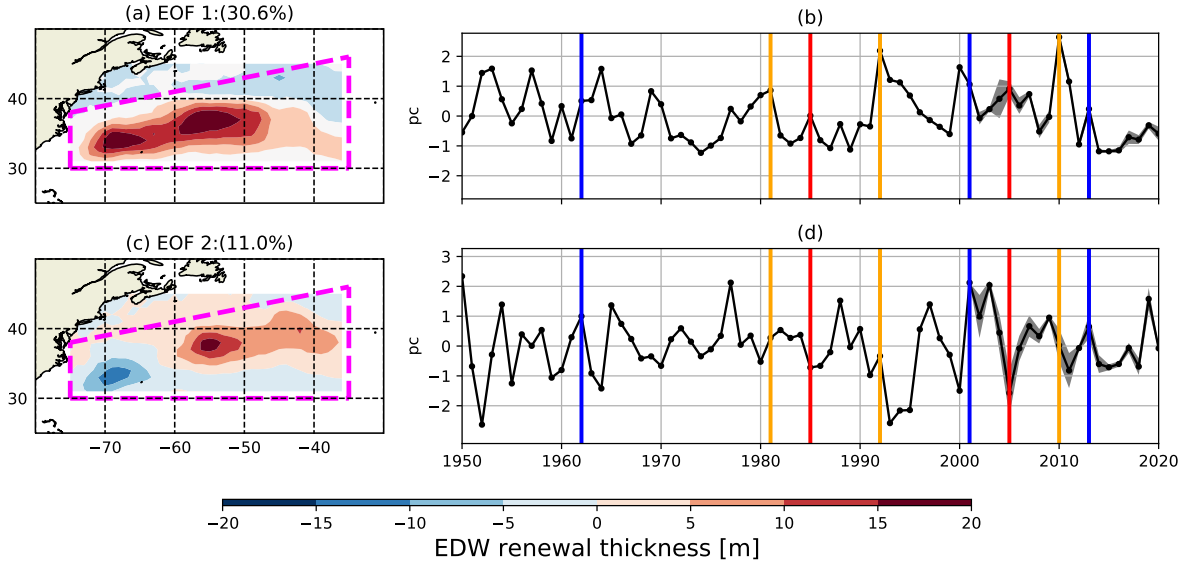 (a) EOF 1:(30.6%)
40
30
(b)
pc
2
1
0
−1
−2
(c) EOF 2:(11.0%)
40
30
−70 −60 −50 −40
(d)
pc
3
2
1
0
−1
−2
1950 1960 1970 1980 1990 2000 2010 2020
−20 −15 −10 −5 0 5 10 15 20
EDW renewal thickness [m]